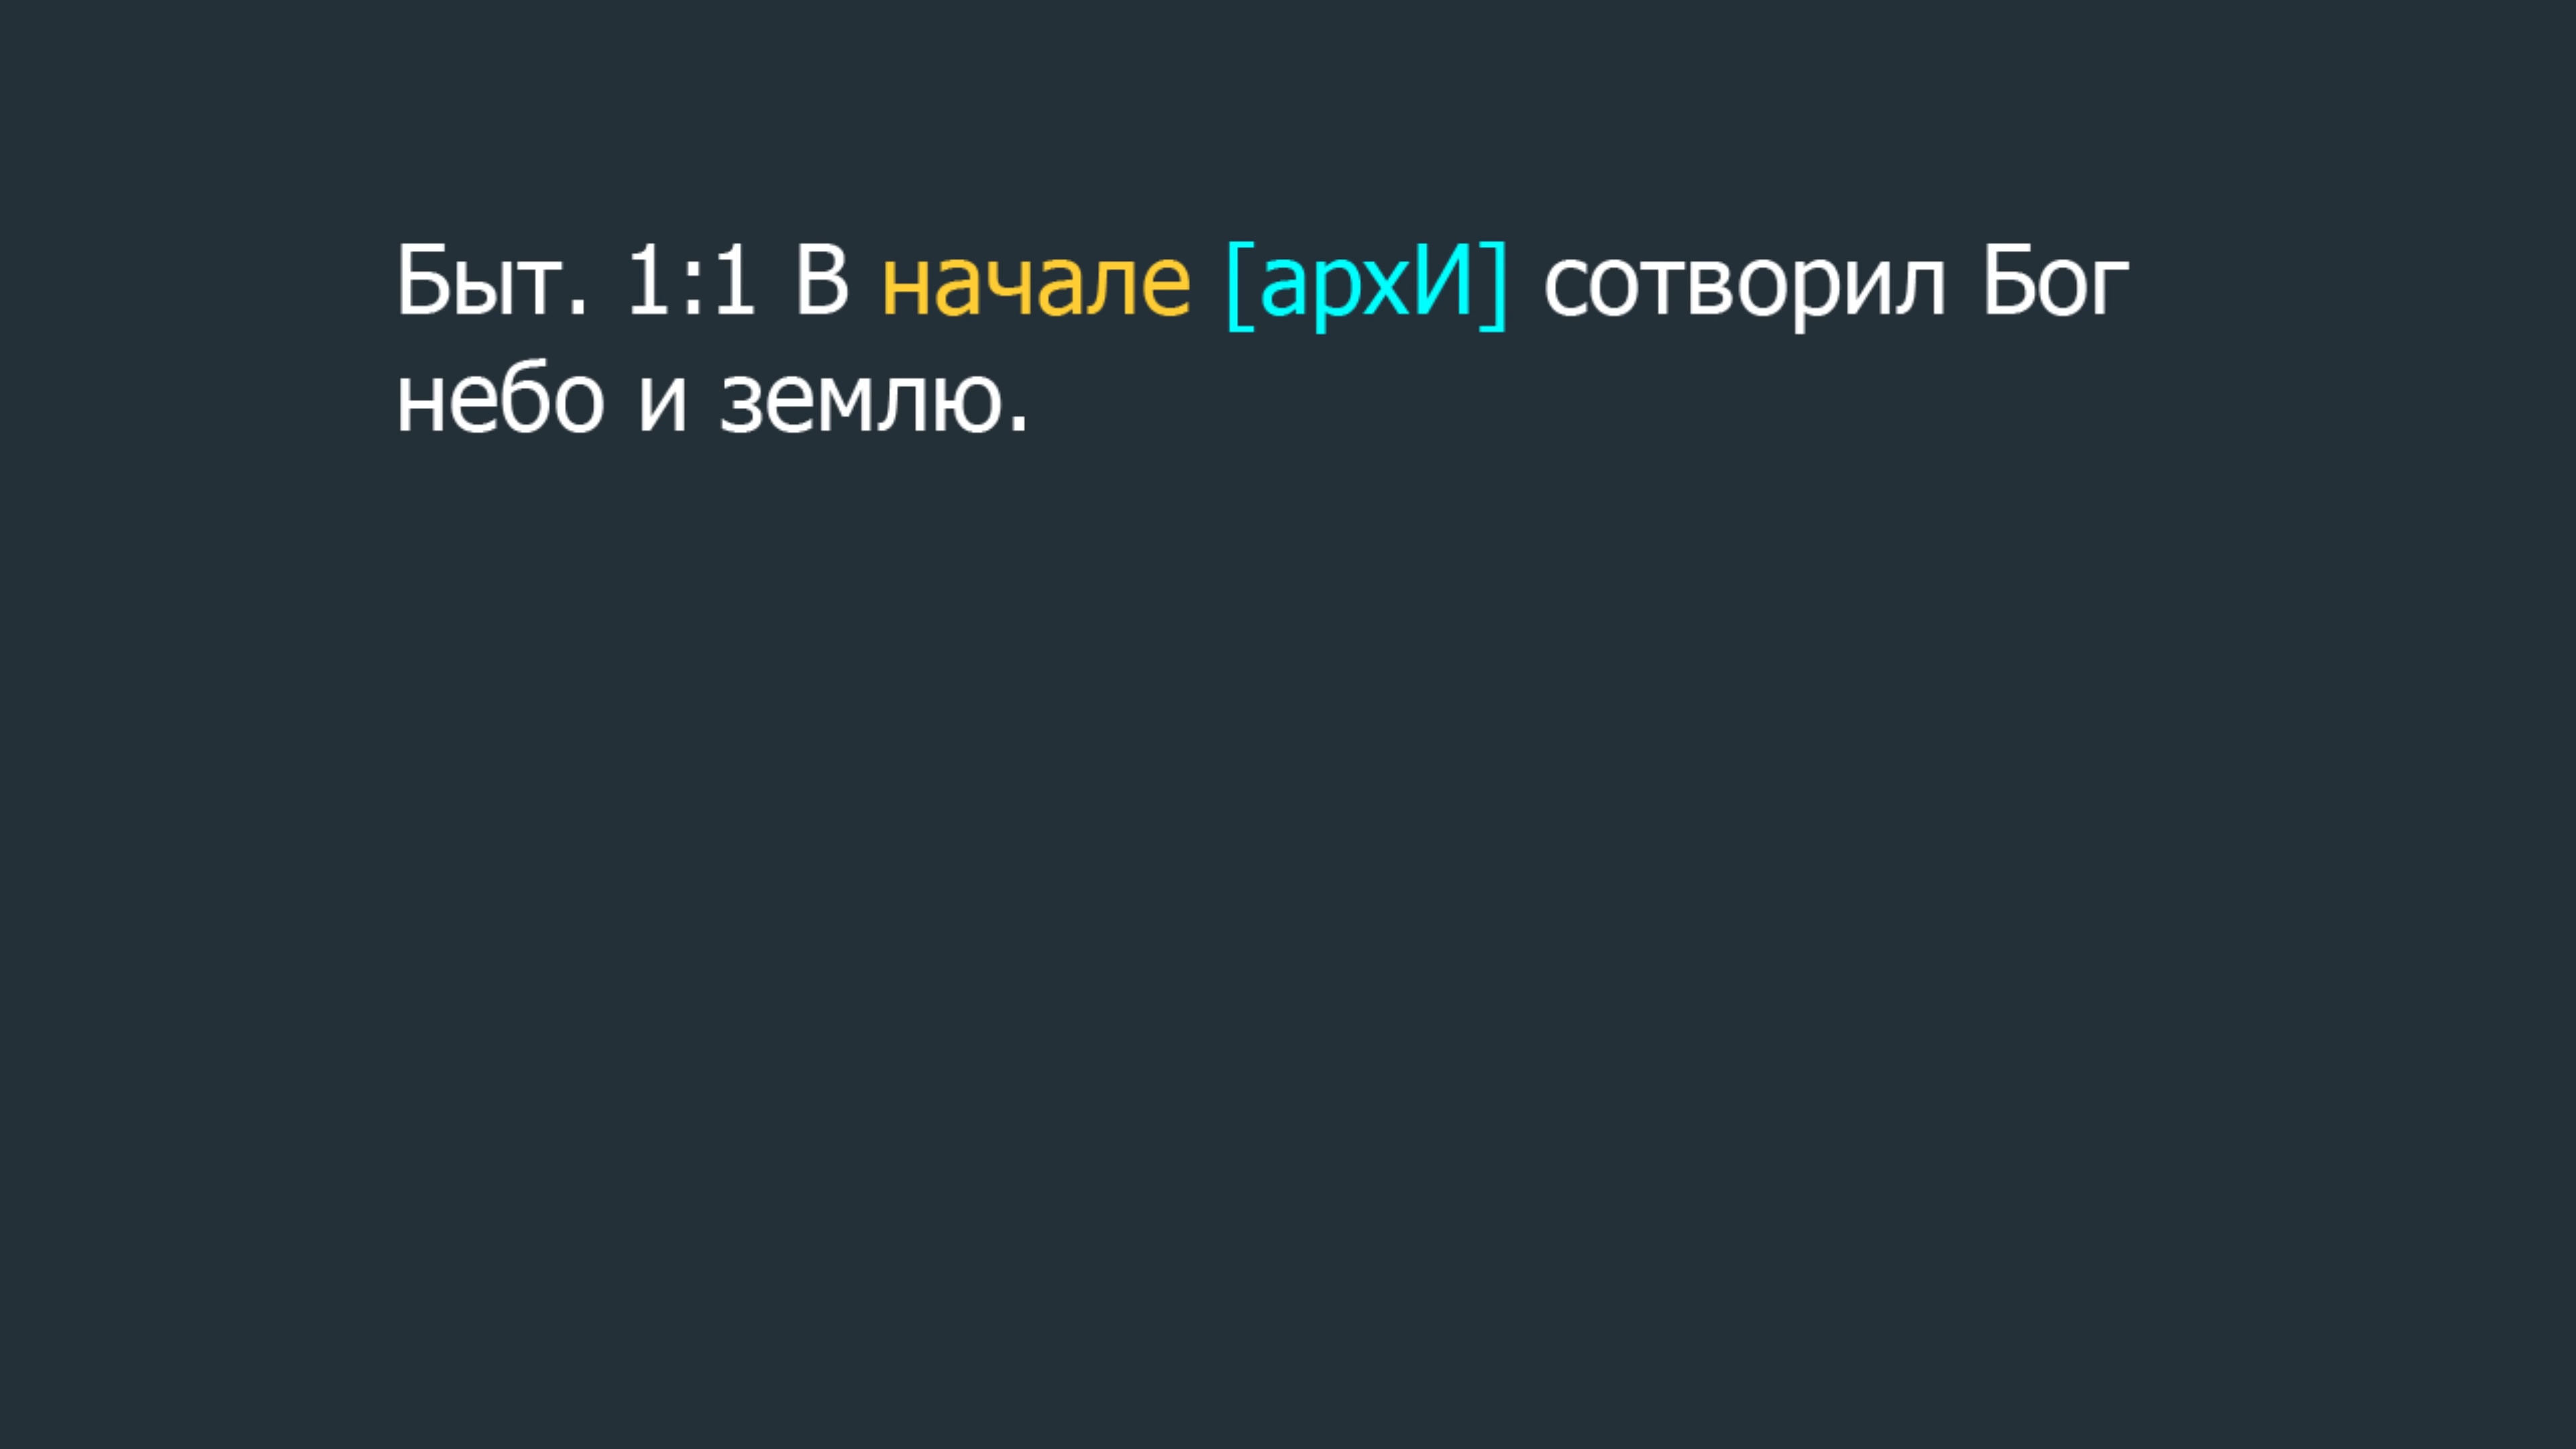 Быт. 1:1 В начале [архИ] сотворил Бог
небо и землю.